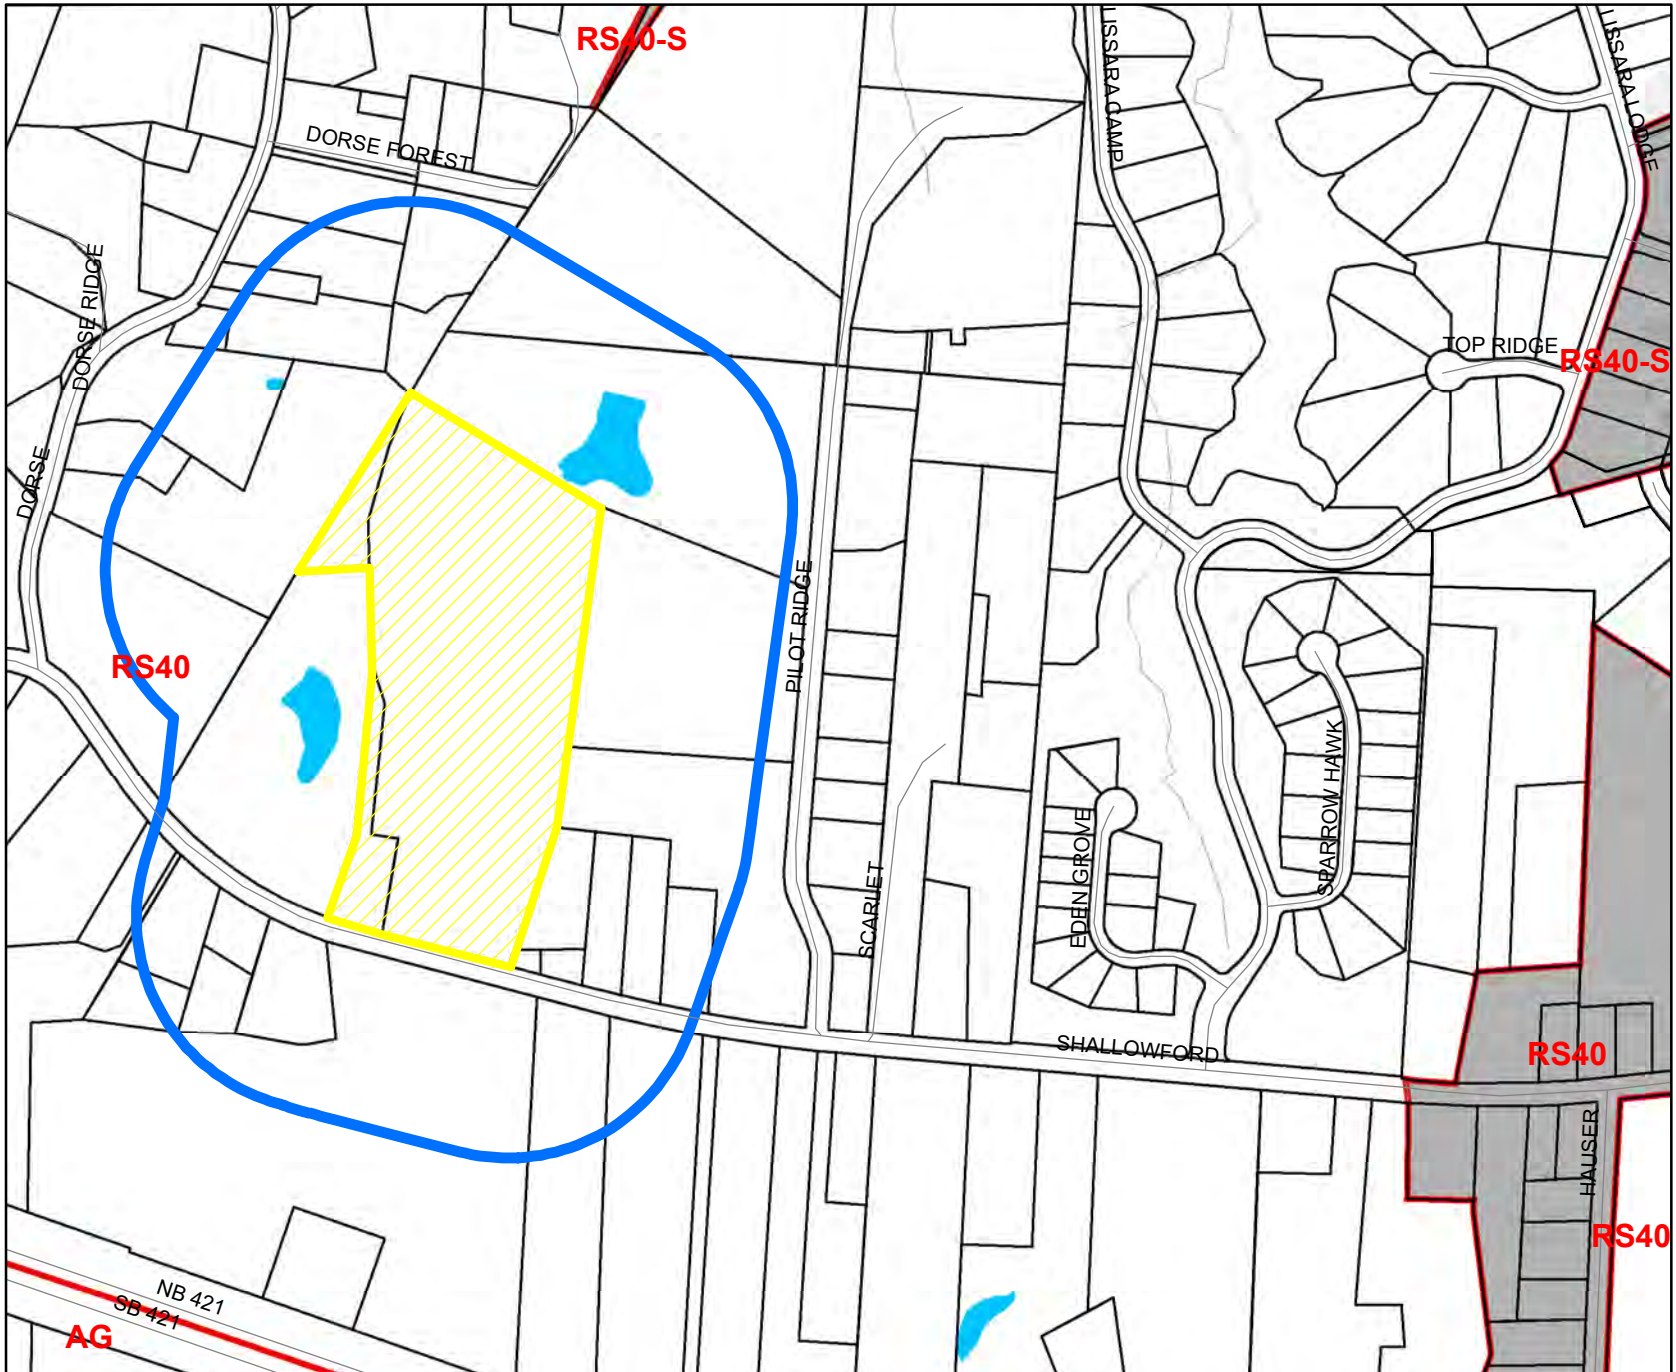 RS40-S
LISSARA CAMP
LISSARA LODGE
DORSE FOREST
DORSE RIDGE
TOP RIDGE
RS40-S
DORSE
PILOT RIDGE
RS40
SPARROW HAWK
EDEN GROVE
SCARLET
SHALLOWFORD
RS40
HAUSER
RS40
NB 421
SB 421
AG